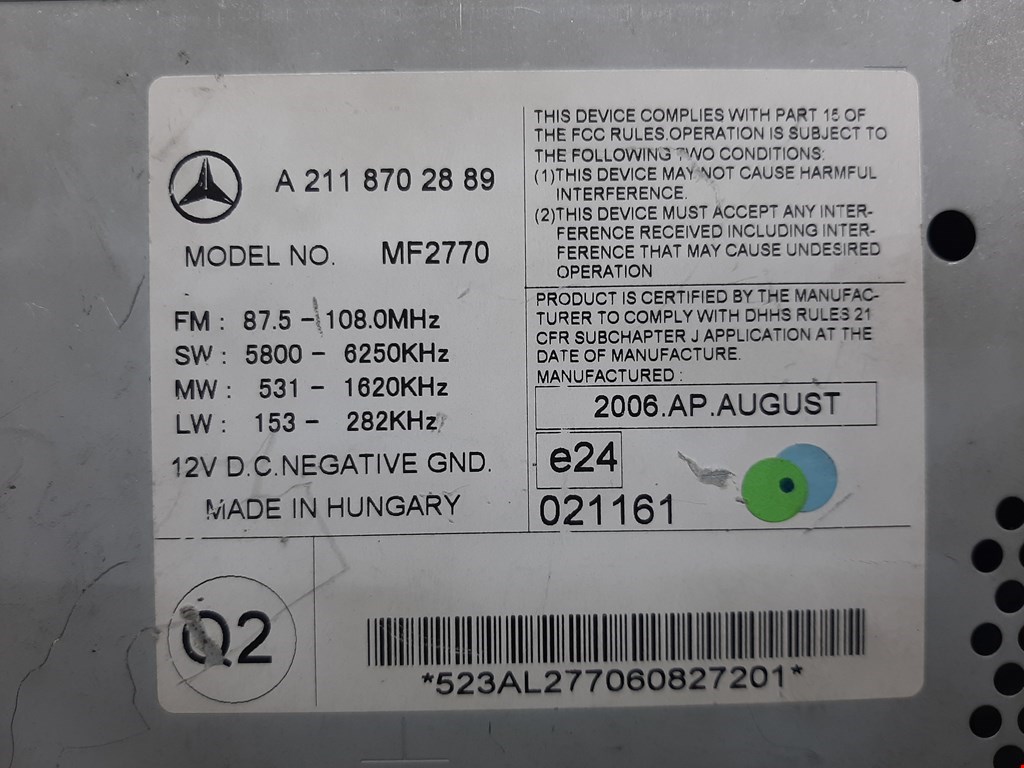 A 211 870 2889
MODEL NO. MF2770
FM : 87.5 - 108.0MHz
SW : 5800 - 6250KHz
MW : 531 - 1620KHz
LW : 153 - 282KHz
12V D.C.NEGATIVE GND.
MADE IN HUNGARY
THIS DEVICE COMPLIES WITH PART 15 OF
THE FCC RULES.OPERATION IS SUBJECT TO
THE FOLLOWING TWO CONDITIONS:
(1)THIS DEVICE MAY NOT CAUSE HARMFUL
INTERFERENCE.
(2)THIS DEVICE MUST ACCEPT ANY INTER-
FERENCE RECEIVED INCLUDING INTER-
FERENCE THAT MAY CAUSE UNDESIRED
OPERATION
PRODUCT IS CERTIFIED BY THE MANUFAC-
TURER TO COMPLY WITH DHHS RULES 21
CFR SUBCHAPTER J APPLICATION AT THE
DATE OF MANUFACTURE.
MANUFACTURED :
2006.AP.AUGUST
e24
021161
Q2
*523AL277060827201*